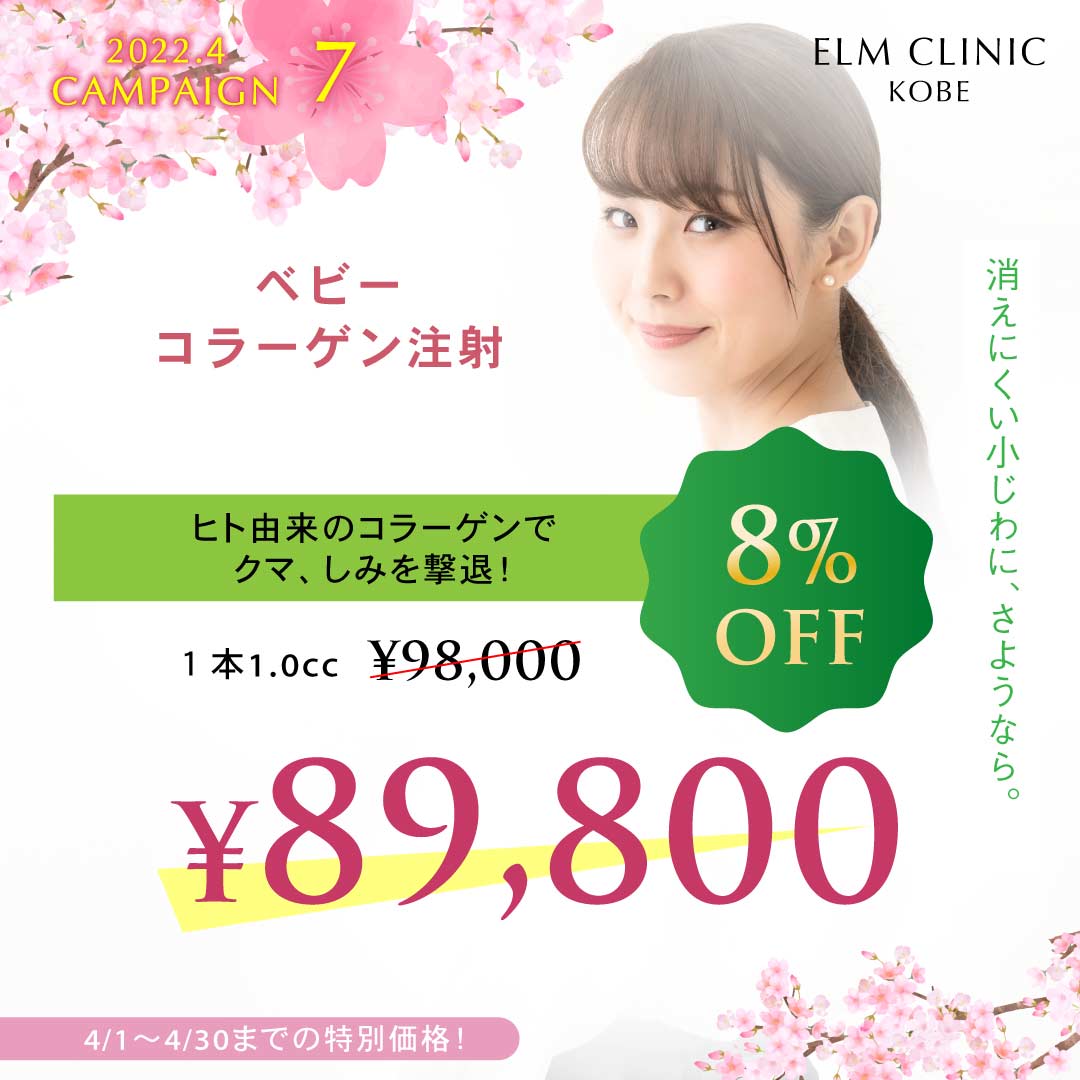 2022.4
CAMPAIGN 7
ELM CLINIC
KOBE
ベビー
コラーゲン注射
消えにくい小じわに、さようなら。
ヒト由来のコラーゲンで
クマ、しみを撃退!
8%
OFF
1本1.0cc ¥98,000
¥89,800
4/1〜4/30までの特別価格!